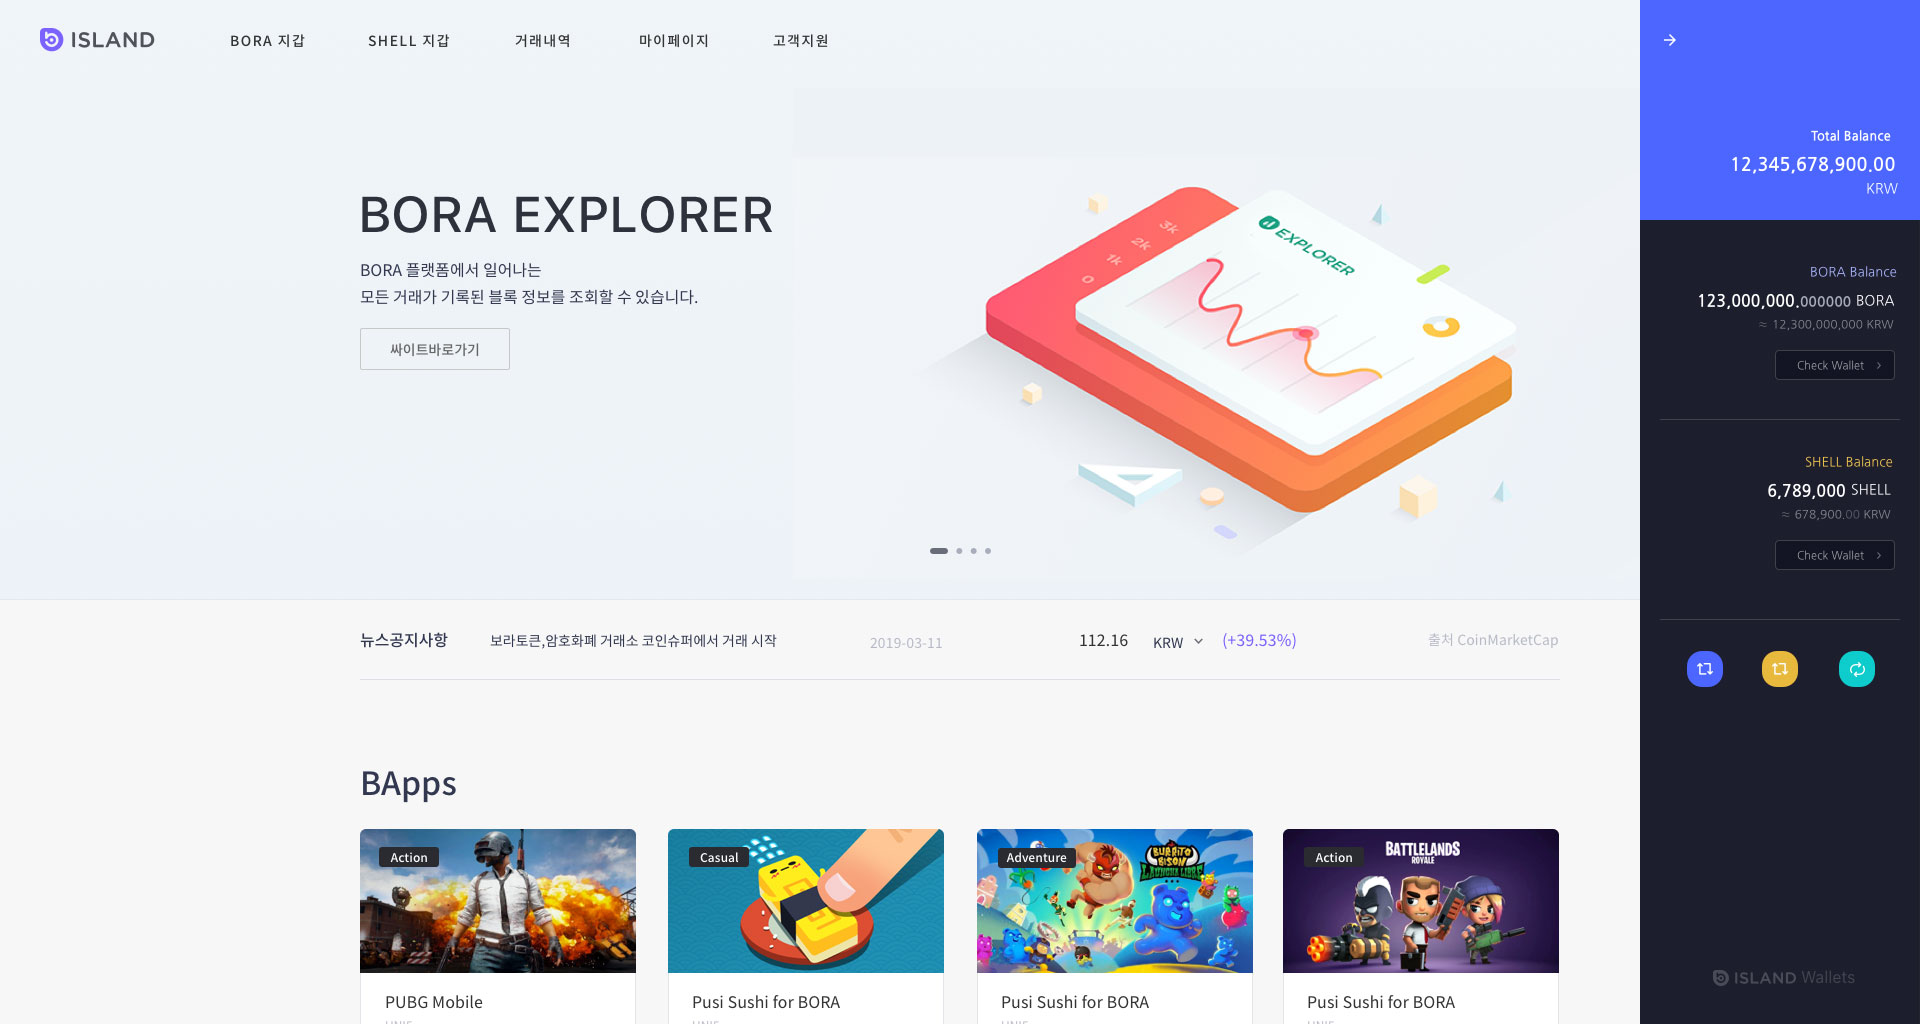 ISLAND
BORA 지갑
SHELL 지갑
거래내역
마이페이지
고객지원
BORA EXPLORER
BORA 플랫폼에서 일어나는
모든 거래가 기록된 블록 정보를 조회할 수 있습니다.
싸이트바로가기
3k
2k
1k
0
EXPLORER
Total Balance
12,345,678,900.00
KRW
BORA Balance
123,000,000.000000 BORA
≈ 12,300,000,000 KRW
Check Wallet
SHELL Balance
6,789,000 SHELL
≈ 678,900.00 KRW
Check Wallet
뉴스공지사항
보라토큰,암호화폐 거래소 코인슈퍼에서 거래 시작
2019-03-11
112.16
KRW
(+39.53%)
출처 CoinMarketCap
BApps
Action
PUBG Mobile
Casual
Pusi Sushi for BORA
Adventure
BURRITO
BISON
LAUNCHA LIBRE
Pusi Sushi for BORA
Action
BATTLELANDS
ROYALE
Pusi Sushi for BORA
ISLAND Wallets